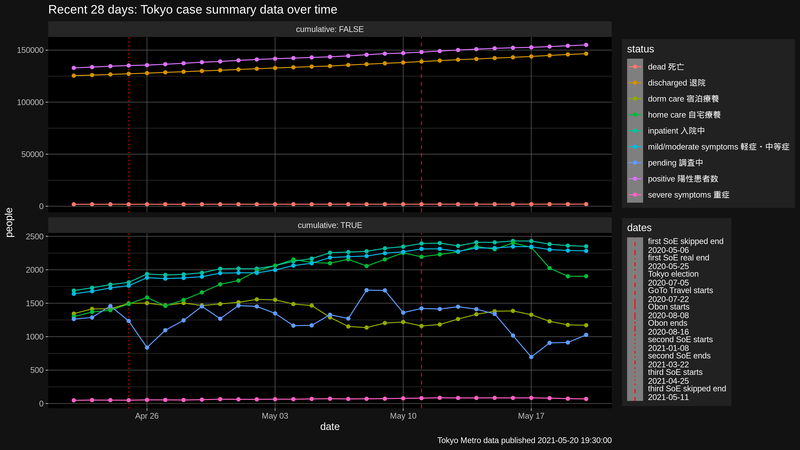 Recent 28 days: Tokyo case summary data over time
cumulative: FALSE
150000
100000
50000
0
cumulative: TRUE
2500
2000
1500
1000
500
0
people
Apr 26
May 03
May 10
May 17
date
status
dead 死亡
discharged 退院
dorm care 宿泊療養
home care 自宅療養
inpatient 入院中
mild/moderate symptoms 軽症・中等症
pending 調査中
positive 陽性患者数
severe symptoms 重症
dates
first SoE skipped end
2020-05-06
first SoE real end
2020-05-25
Tokyo election
2020-07-05
GoTo Travel starts
2020-07-22
Obon starts
2020-08-08
Obon ends
2020-08-16
second SoE starts
2021-01-08
second SoE ends
2021-03-22
third SoE starts
2021-04-25
third SoE skipped end
2021-05-11
Tokyo Metro data published 2021-05-20 19:30:00